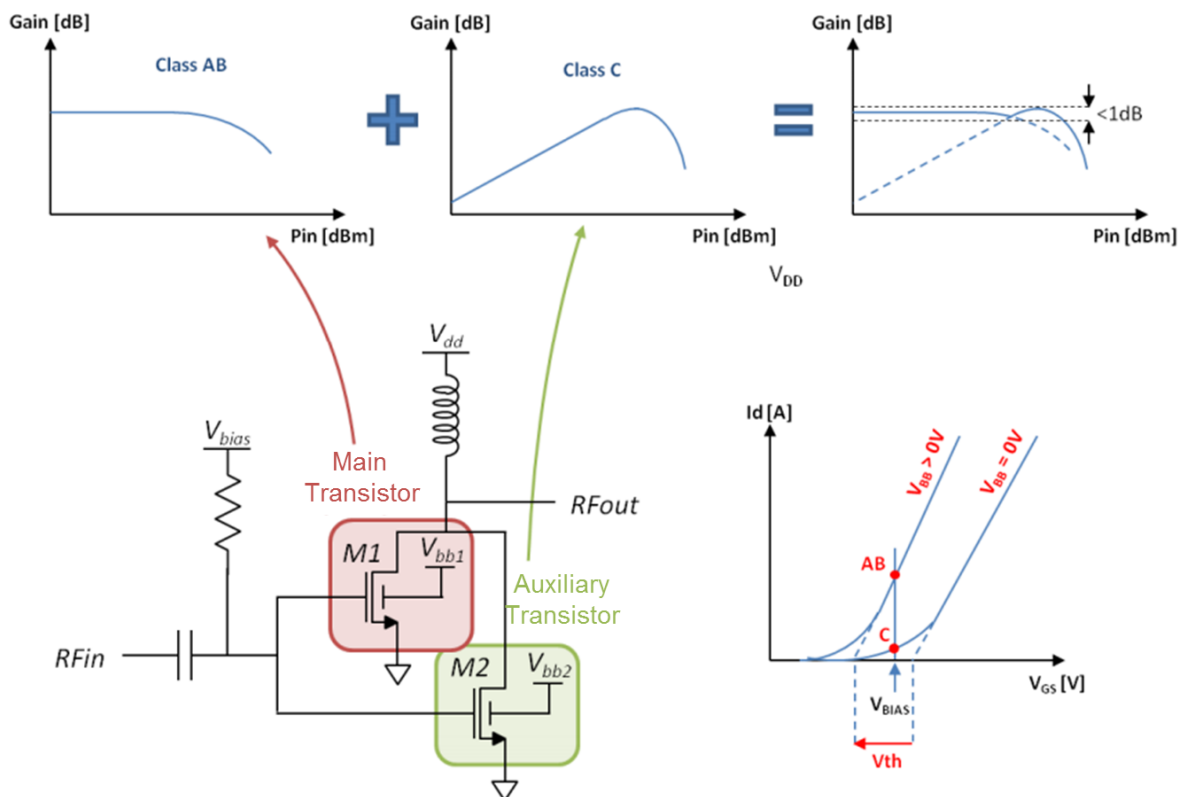 Gain [dB]
Class AB
Pin [dBm]
Gain [dB]
Class C
Pin [dBm]
Gain [dB]
<1dB
Pin [dBm]
VDD
Vdd
Vbias
Main
Transistor
RFout
M1
Vbb1
Auxiliary
Transistor
RFin
M2
Vbb2
Id [A]
VBB > 0V
VBB = 0V
AB
C
VGS [V]
VBIAS
Vth